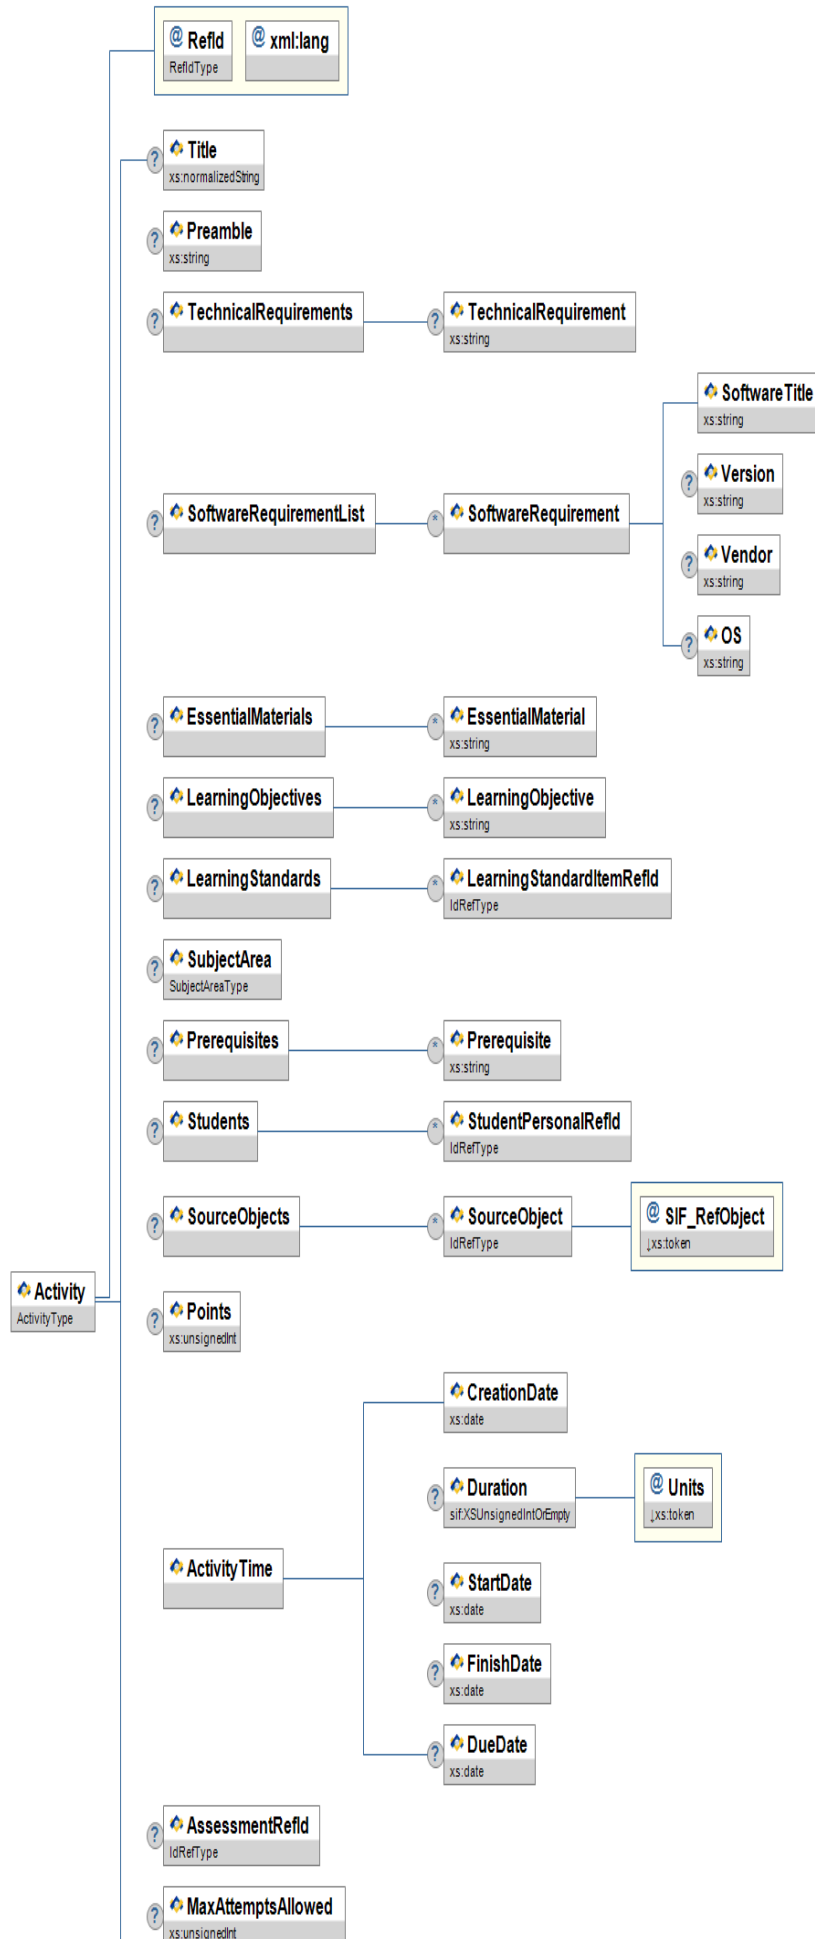 @ RefId
RefIdType
@ xml:lang
? Title
xs:normalizedString
? Preamble
xs:string
? TechnicalRequirements
? TechnicalRequirement
xs:string
SoftwareTitle
xs:string
? Version
xs:string
? SoftwareRequirementList
* SoftwareRequirement
? Vendor
xs:string
? OS
xs:string
? EssentialMaterials
* EssentialMaterial
xs:string
? LearningObjectives
* LearningObjective
xs:string
? LearningStandards
* LearningStandardItemRefId
IdRefType
? SubjectArea
SubjectAreaType
? Prerequisites
* Prerequisite
xs:string
? Students
* StudentPersonalRefId
IdRefType
? SourceObjects
* SourceObject
IdRefType
@ SIF_RefObject
↓xs:token
Activity
ActivityType
? Points
xs:unsignedInt
CreationDate
xs:date
? Duration
sif:XSUnsignedIntOrEmpty
@ Units
↓xs:token
ActivityTime
? StartDate
xs:date
? FinishDate
xs:date
? DueDate
xs:date
? AssessmentRefId
IdRefType
? MaxAttemptsAllowed
xs:unsignedInt